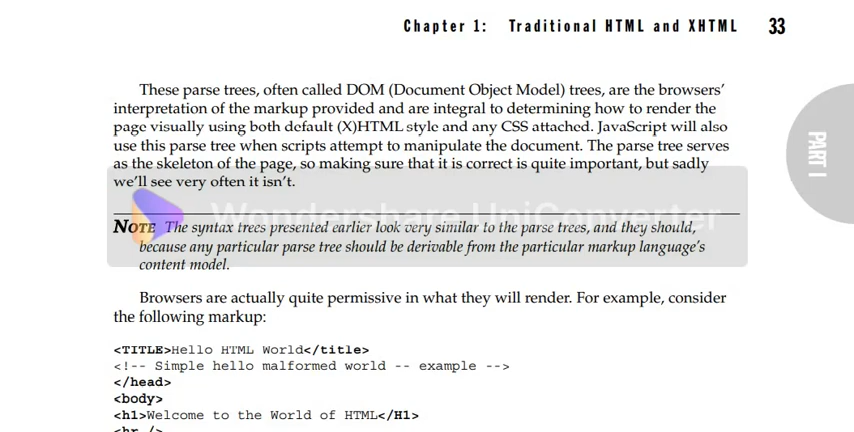 Chapter 1: Traditional HTML and XHTML 33
These parse trees, often called DOM (Document Object Model) trees, are the browsers’
interpretation of the markup provided and are integral to determining how to render the
page visually using both default (X)HTML style and any CSS attached. JavaScript will also
use this parse tree when scripts attempt to manipulate the document. The parse tree serves
as the skeleton of the page, so making sure that it is correct is quite important, but sadly
we’ll see very often it isn’t.
PART I
Wondershare UniConverter
NOTE The syntax trees presented earlier look very similar to the parse trees, and they should,
because any particular parse tree should be derivable from the particular markup language’s
content model.
Browsers are actually quite permissive in what they will render. For example, consider
the following markup:
<TITLE>Hello HTML World</title>
<!-- Simple hello malformed world -- example -->
</head>
<body>
<h1>Welcome to the World of HTML</H1>
<hr />